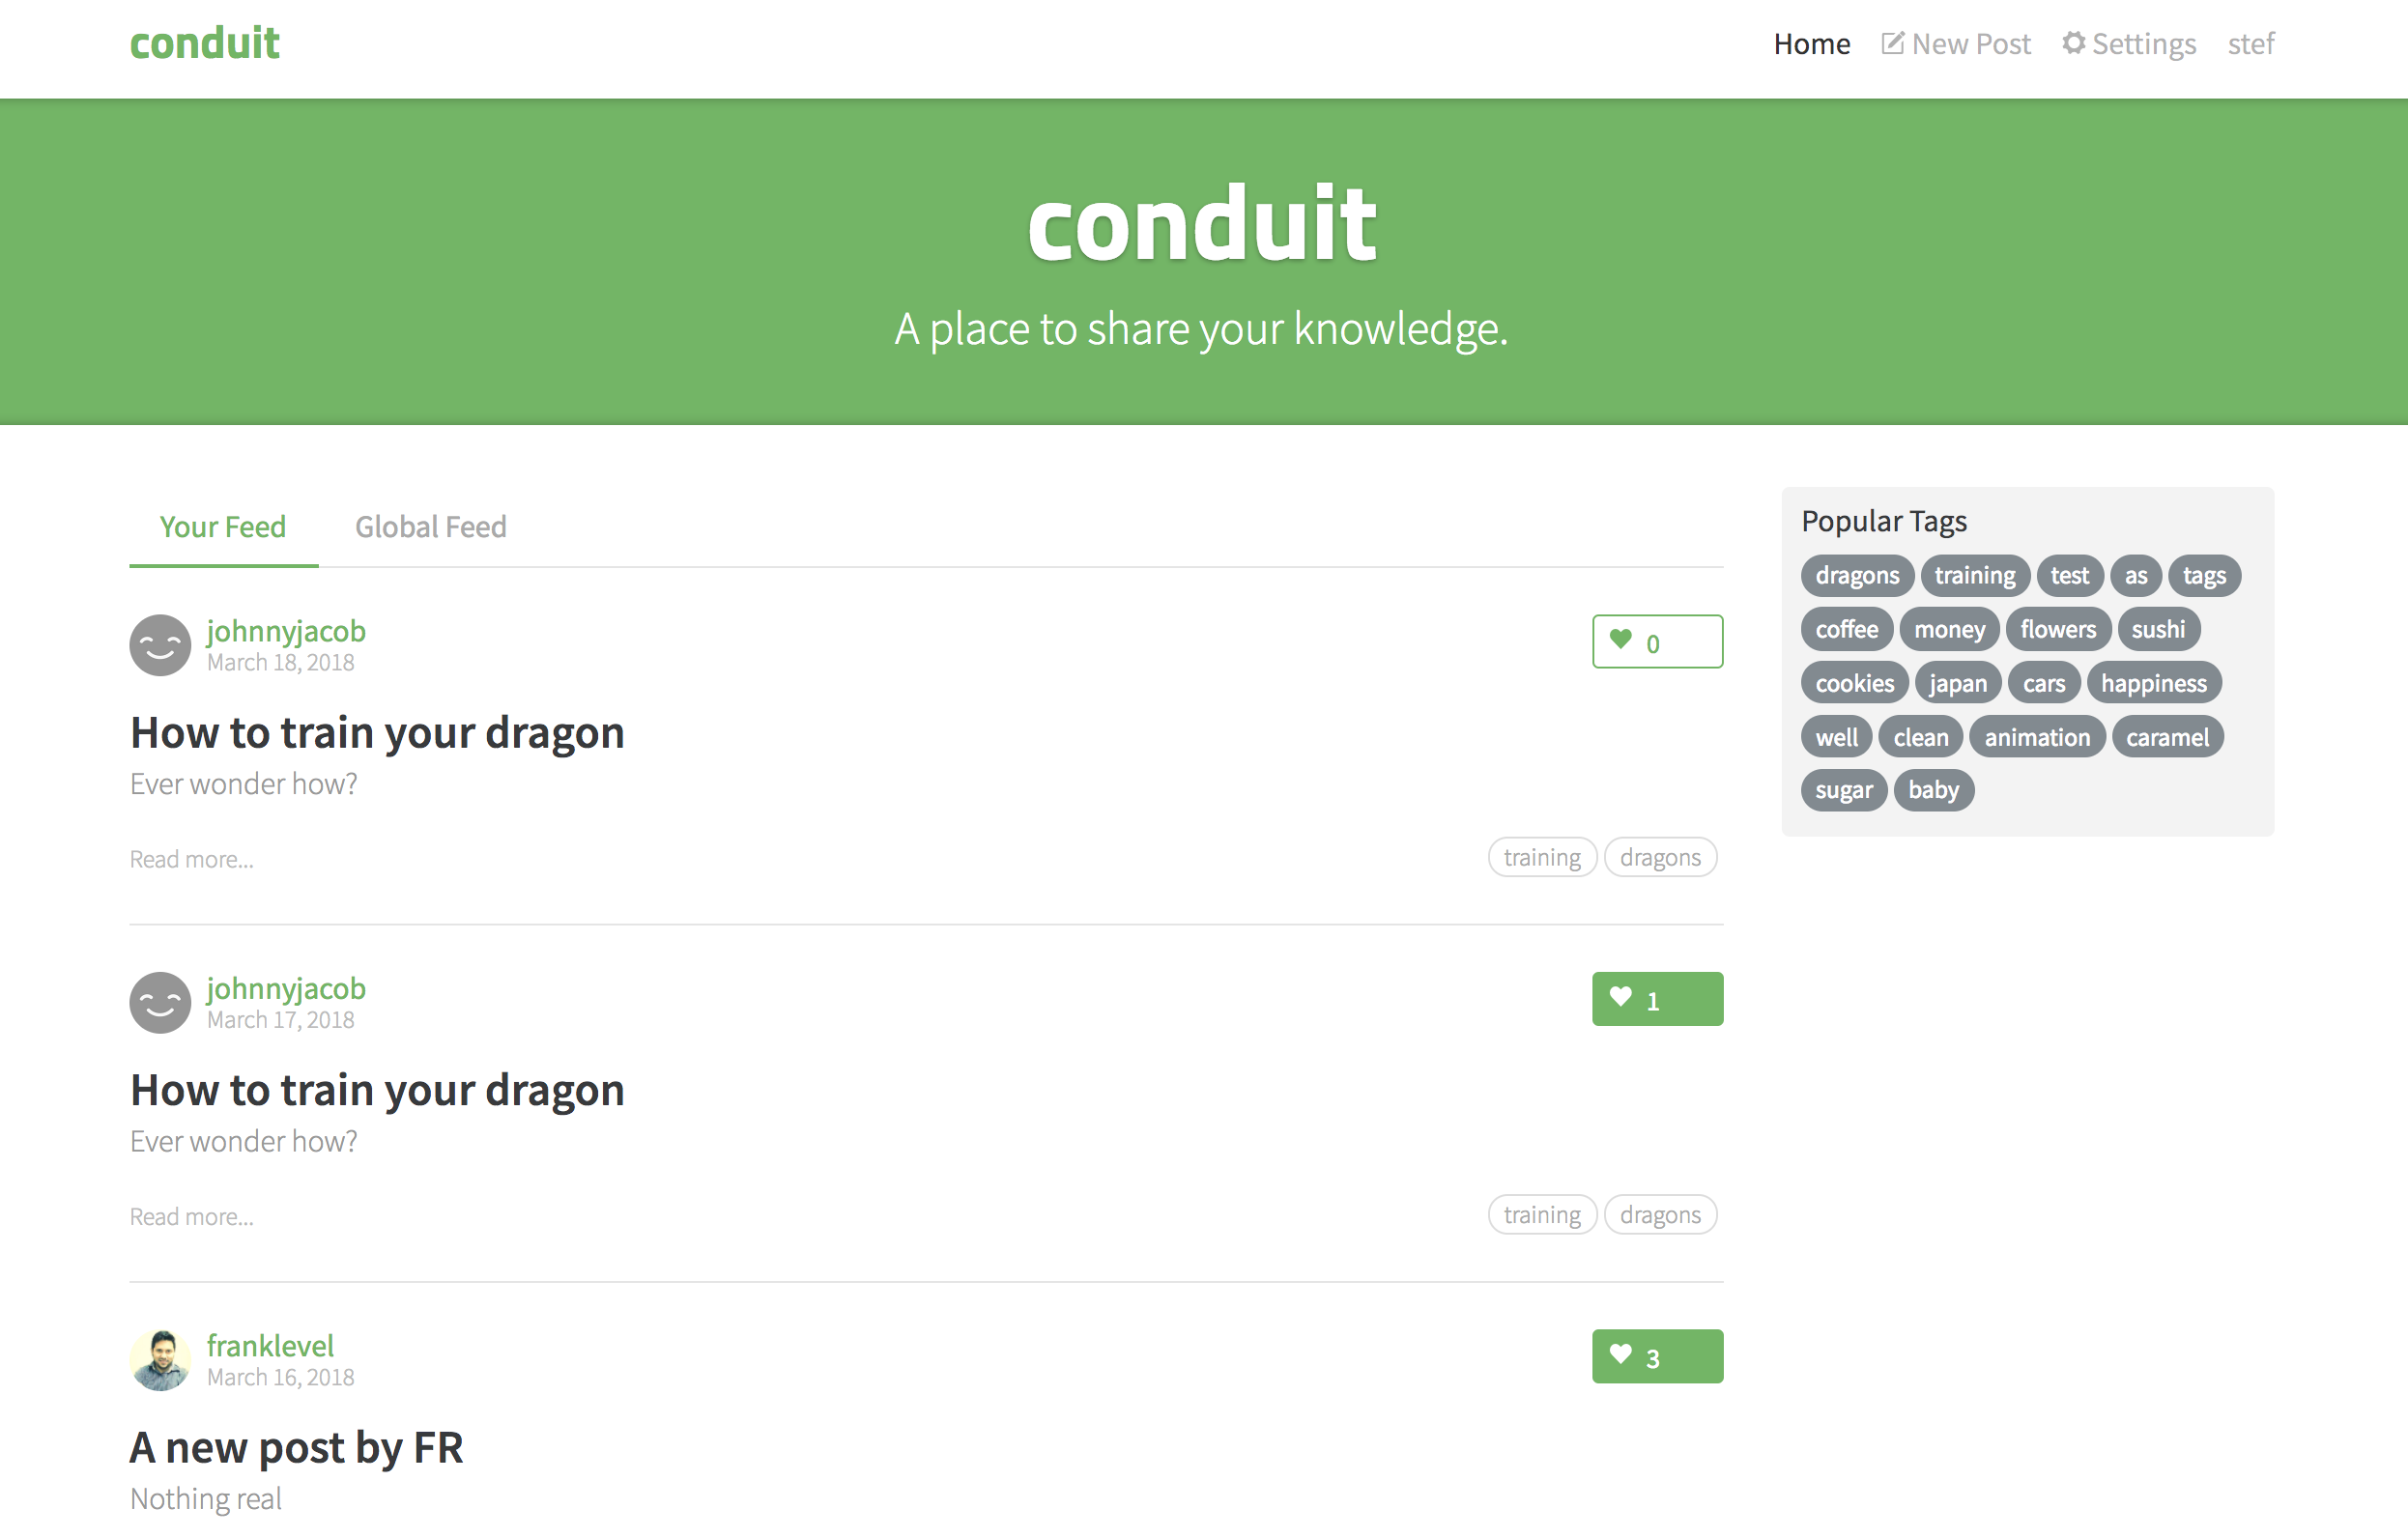 conduit
Home New Post Settings stef
conduit
A place to share your knowledge.
Your Feed Global Feed
johnnyjacob
March 18, 2018
0
How to train your dragon
Ever wonder how?
Read more...
training dragons
johnnyjacob
March 17, 2018
1
How to train your dragon
Ever wonder how?
Read more...
training dragons
franklevel
March 16, 2018
3
A new post by FR
Nothing real
Popular Tags
dragons training test as tags
coffee money flowers sushi
cookies japan cars happiness
well clean animation caramel
sugar baby